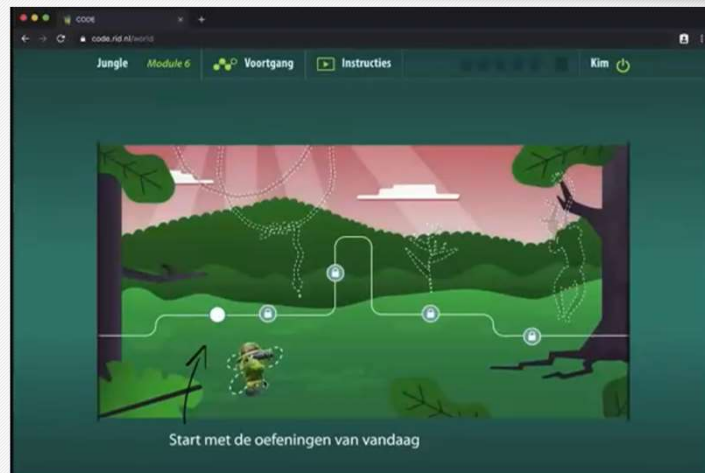 CODE
code.rid.nl/world
Jungle Module 6 Voortgang Instructies Kim
Start met de oefeningen van vandaag